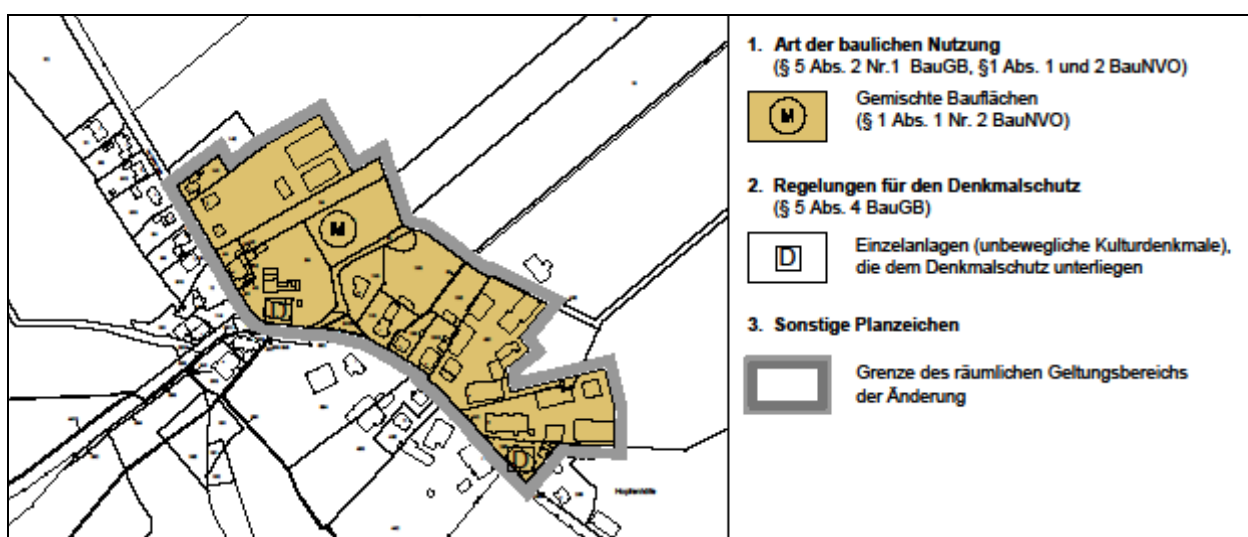 M
D
D
1. Art der baulichen Nutzung
(§ 5 Abs. 2 Nr.1 BauGB, §1 Abs. 1 und 2 BauNVO)
M
Gemischte Bauflächen
(§ 1 Abs. 1 Nr. 2 BauNVO)
2. Regelungen für den Denkmalschutz
(§ 5 Abs. 4 BauGB)
D
Einzelanlagen (unbewegliche Kulturdenkmale),
die dem Denkmalschutz unterliegen
3. Sonstige Planzeichen
Grenze des räumlichen Geltungsbereichs
der Änderung